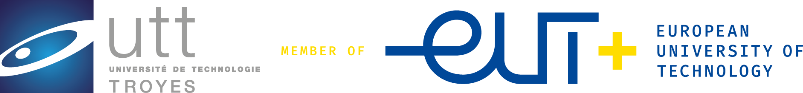 utt
UNIVERSITÉ DE TECHNOLOGIE
TROYES
MEMBER OF
eut+
EUROPEAN
UNIVERSITY OF
TECHNOLOGY